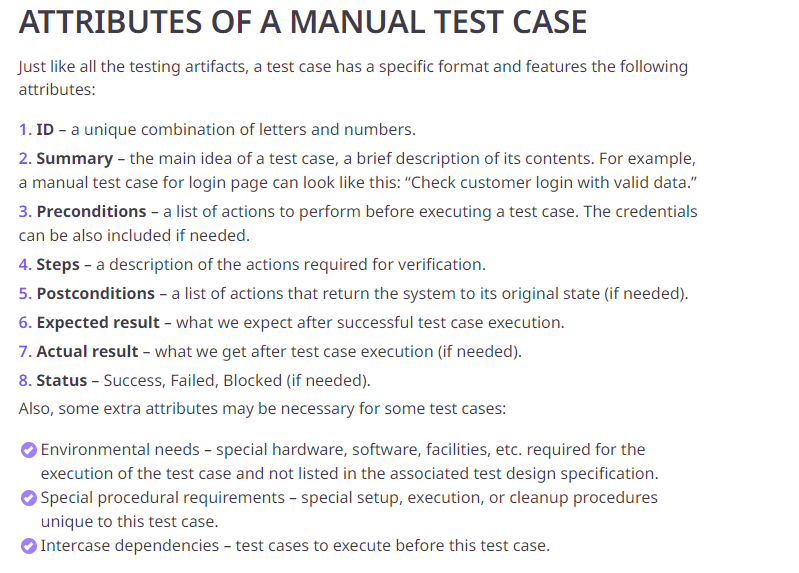 ATTRIBUTES OF A MANUAL TEST CASE
Just like all the testing artifacts, a test case has a specific format and features the following
attributes:
1. ID – a unique combination of letters and numbers.
2. Summary – the main idea of a test case, a brief description of its contents. For example,
a manual test case for login page can look like this: “Check customer login with valid data.”
3. Preconditions – a list of actions to perform before executing a test case. The credentials
can be also included if needed.
4. Steps – a description of the actions required for verification.
5. Postconditions – a list of actions that return the system to its original state (if needed).
6. Expected result – what we expect after successful test case execution.
7. Actual result – what we get after test case execution (if needed).
8. Status – Success, Failed, Blocked (if needed).
Also, some extra attributes may be necessary for some test cases:
Environmental needs – special hardware, software, facilities, etc. required for the
execution of the test case and not listed in the associated test design specification.
Special procedural requirements – special setup, execution, or cleanup procedures
unique to this test case.
Intercase dependencies – test cases to execute before this test case.